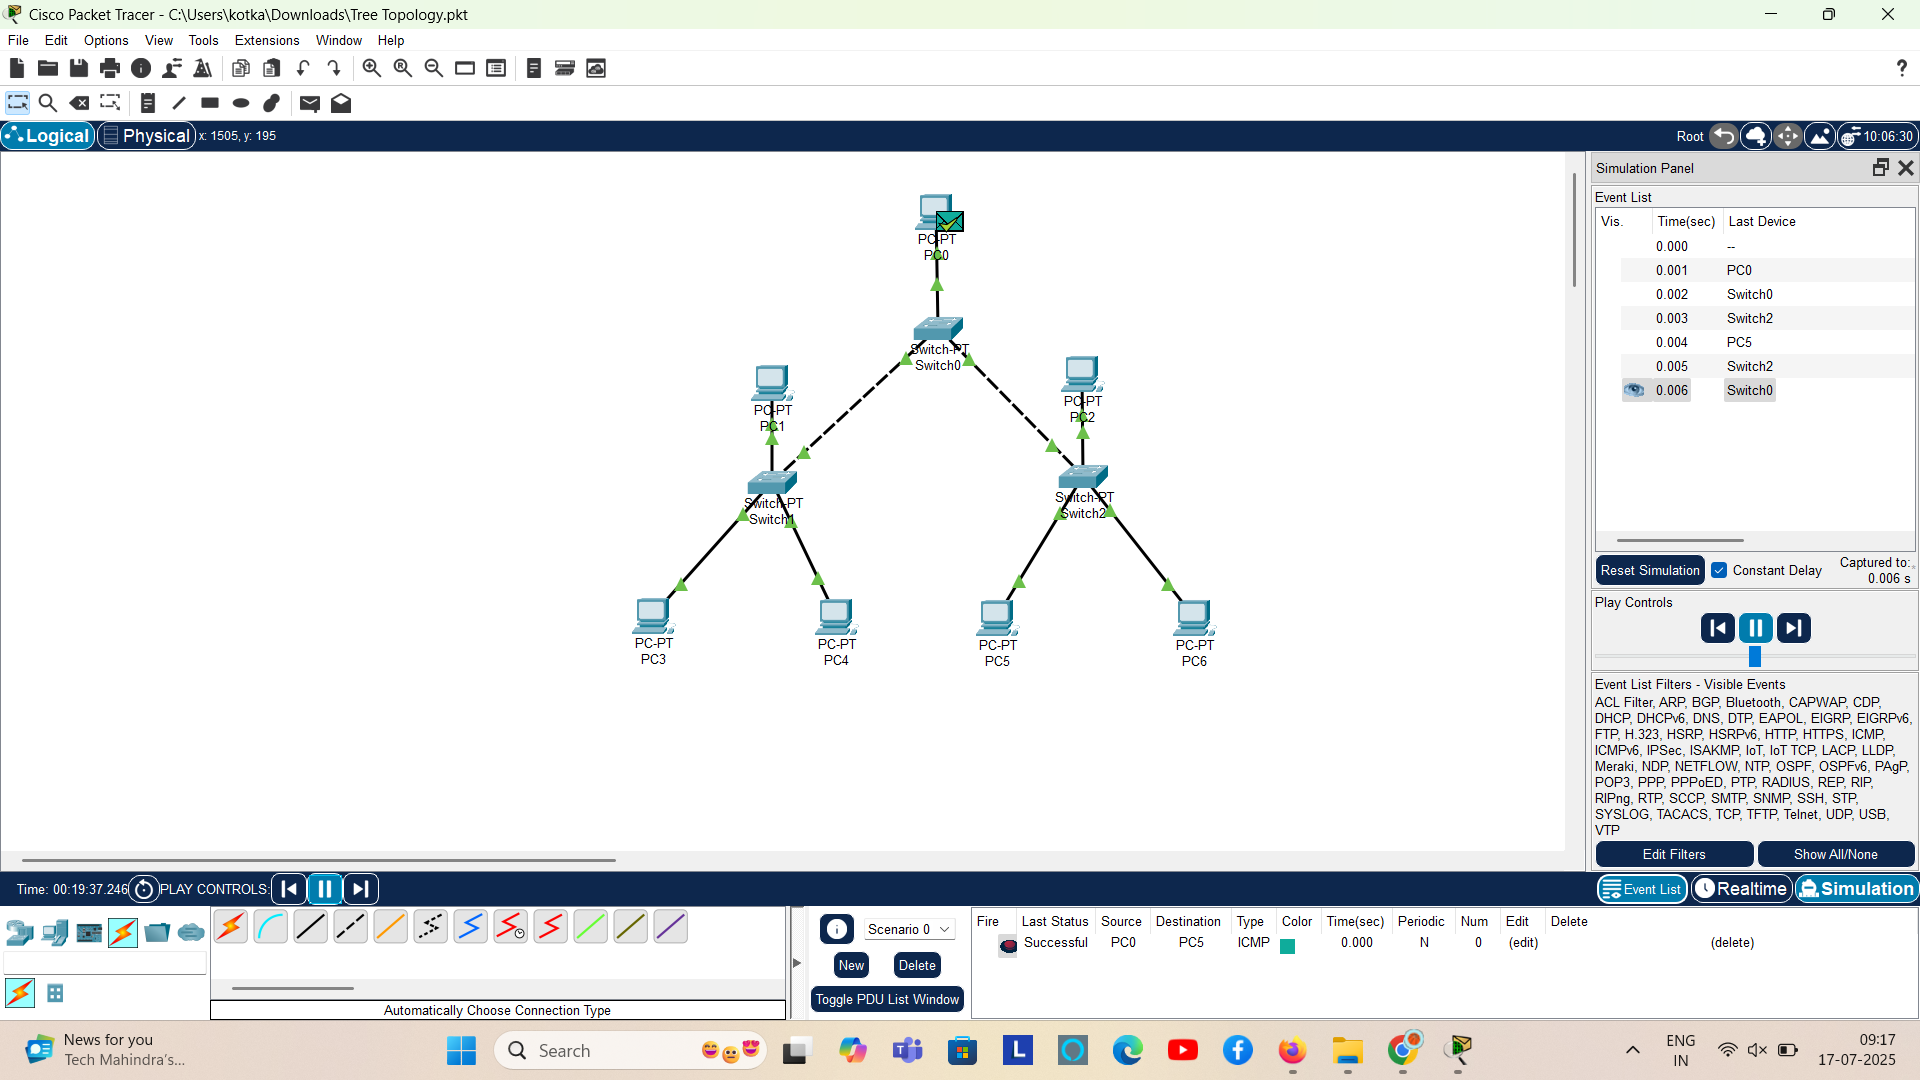 Cisco Packet Tracer - C:\Users\kotka\Downloads\Tree Topology.pkt
File Edit Options View Tools Extensions Window Help
?
Logical Physical x: 1505, y: 195 Root 10:06:30
Simulation Panel
Event List
Vis. Time(sec) Last Device
0.000 --
0.001 PC0
0.002 Switch0
0.003 Switch2
0.004 PC5
0.005 Switch2
0.006 Switch0
Reset Simulation Constant Delay Captured to:
0.006 s
Play Controls
Event List Filters - Visible Events
ACL Filter, ARP, BGP, Bluetooth, CAPWAP, CDP,
DHCP, DHCPv6, DNS, DTP, EAPOL, EIGRP, EIGRPv6,
FTP, H.323, HSRP, HSRPv6, HTTP, HTTPS, ICMP,
ICMPv6, IPSec, ISAKMP, IoT, IoT TCP, LACP, LLDP,
Meraki, NDP, NETFLOW, NTP, OSPF, OSPFv6, PAgP,
POP3, PPP, PPPoED, PTP, RADIUS, REP, RIP,
RIPng, RTP, SCCP, SMTP, SNMP, SSH, STP,
SYSLOG, TACACS, TCP, TFTP, Telnet, UDP, USB,
VTP
Edit Filters Show All/None
PC-PT
PC0
Switch-PT
Switch0
PC-PT
PC1
PC-PT
PC2
Switch-PT
Switch1
Switch-PT
Switch2
PC-PT
PC3
PC-PT
PC4
PC-PT
PC5
PC-PT
PC6
Time: 00:19:37.246 PLAY CONTROLS:
Event List Realtime Simulation
Automatically Choose Connection Type
Scenario 0
New Delete
Toggle PDU List Window
Fire Last Status Source Destination Type Color Time(sec) Periodic Num Edit Delete
Successful PC0 PC5 ICMP 0.000 N 0 (edit) (delete)
News for you
Tech Mahindra's...
Search
L
ENG
IN
09:17
17-07-2025